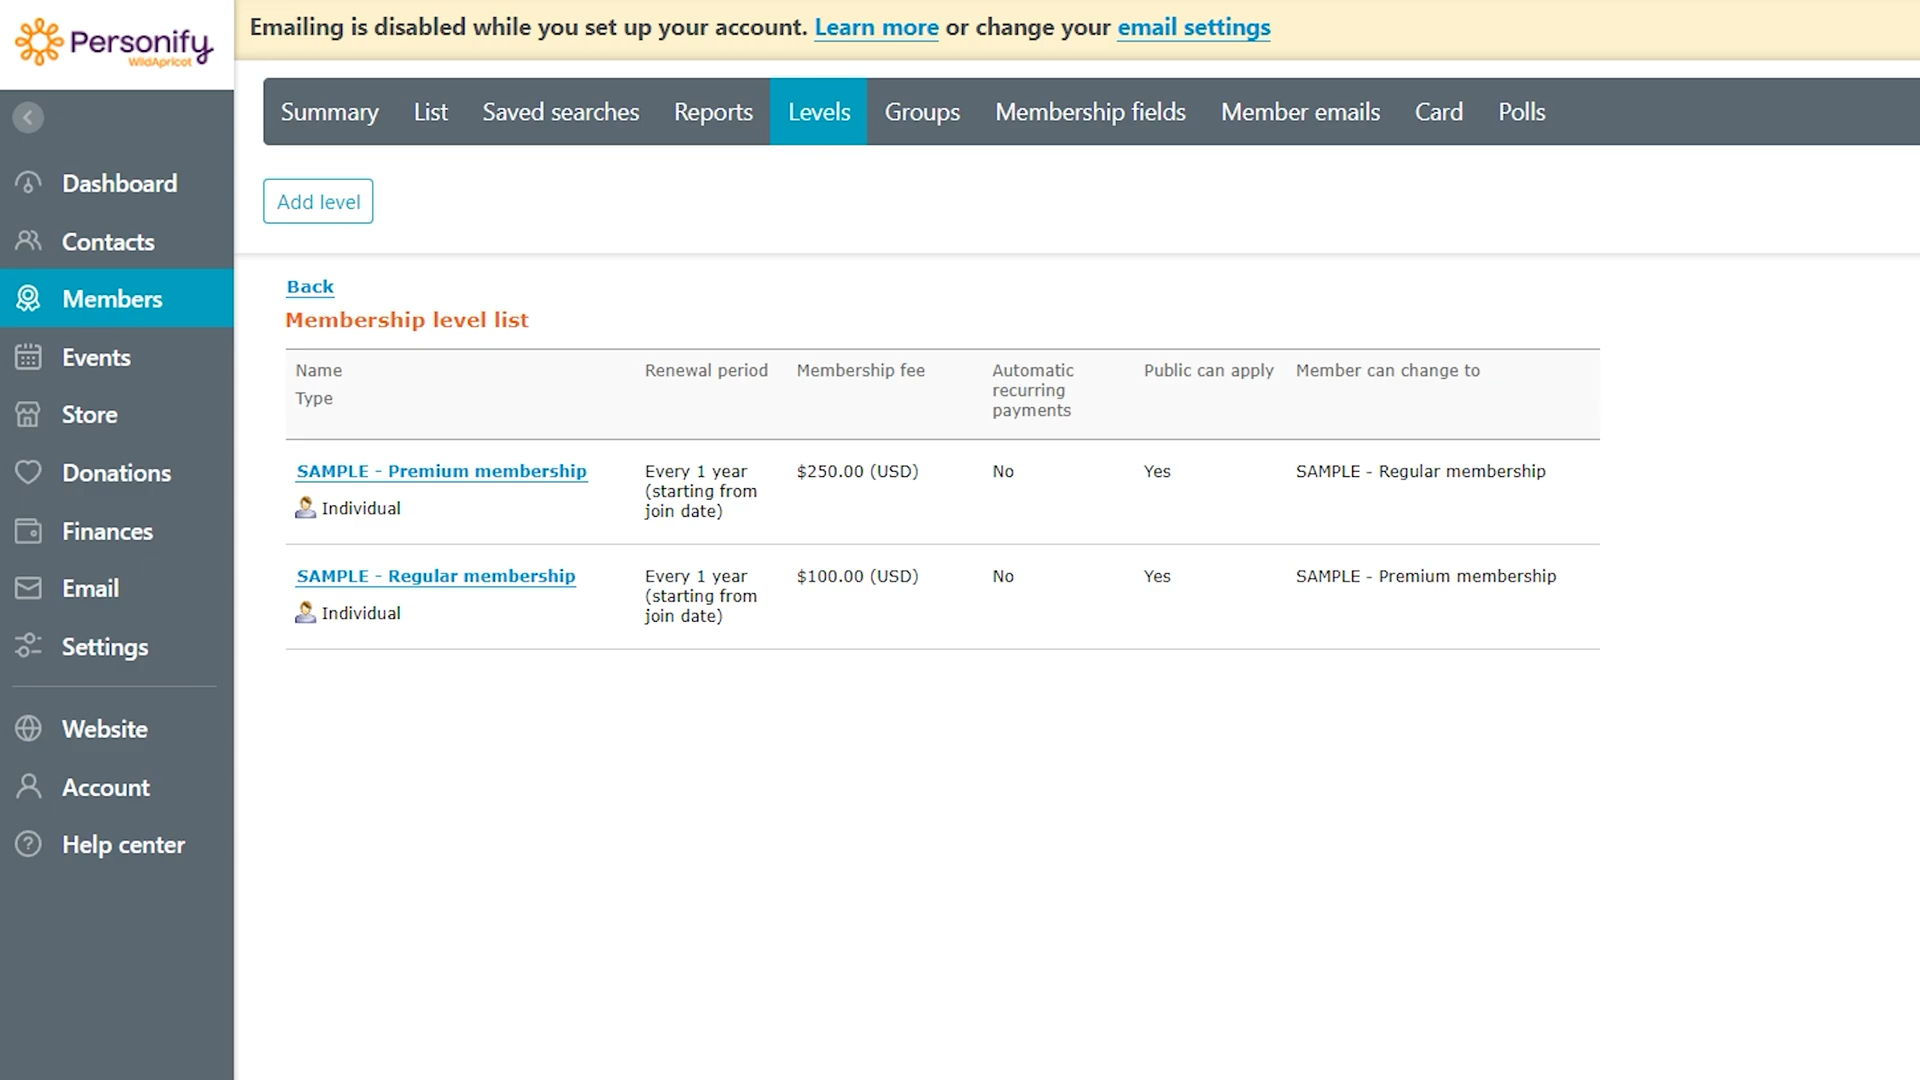 Personify
WildApricot
Emailing is disabled while you set up your account. Learn more or change your email settings
Summary List Saved searches Reports Levels Groups Membership fields Member emails Card Polls
Dashboard
Contacts
Members
Events
Store
Donations
Finances
Email
Settings
Website
Account
Help center
Add level
Back
Membership level list
Name
Type
Renewal period
Membership fee
Automatic
recurring
payments
Public can apply
Member can change to
SAMPLE - Premium membership
Individual
Every 1 year
(starting from
join date)
$250.00 (USD)
No
Yes
SAMPLE - Regular membership
SAMPLE - Regular membership
Individual
Every 1 year
(starting from
join date)
$100.00 (USD)
No
Yes
SAMPLE - Premium membership